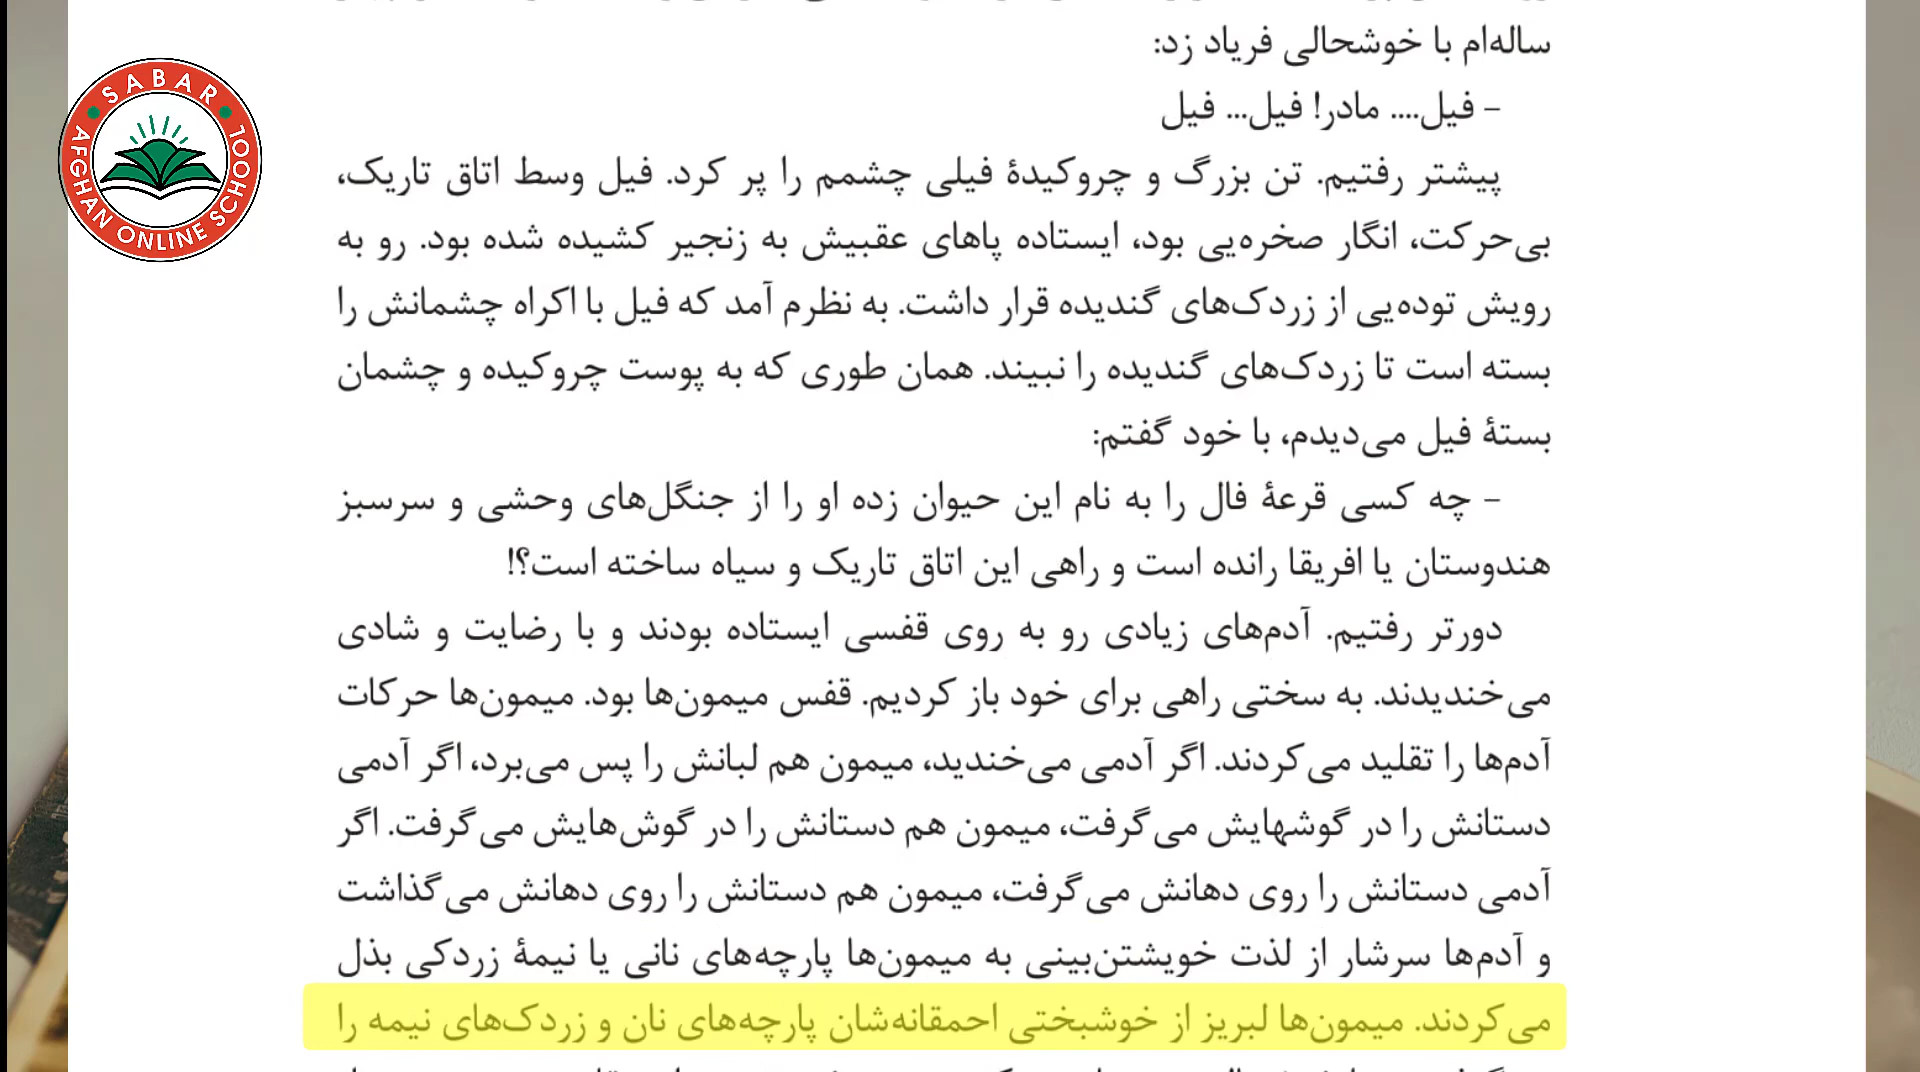 SABAR
AFGHAN ONLINE SCHOOL
ساله‌ام با خوشحالی فریاد زد:
- فیل.... مادر! فیل... فیل
پیشتر رفتیم. تن بزرگ و چروکیدۀ فیلی چشمم را پر کرد. فیل وسط اتاق تاریک،
بی‌حرکت، انگار صخره‌یی بود، ایستاده پاهای عقبیش به زنجیر کشیده شده بود. رو به
رویش توده‌یی از زردک‌های گندیده قرار داشت. به نظرم آمد که فیل با اکراه چشمانش را
بسته است تا زردک‌های گندیده را نبیند. همان طوری که به پوست چروکیده و چشمان
بستۀ فیل می‌دیدم، با خود گفتم:
- چه کسی قرعۀ فال را به نام این حیوان زده او را از جنگل‌های وحشی و سرسبز
هندوستان یا افریقا رانده است و راهی این اتاق تاریک و سیاه ساخته است؟!
دورتر رفتیم. آدم‌های زیادی رو به روی قفسی ایستاده بودند و با رضایت و شادی
می‌خندیدند. به سختی راهی برای خود باز کردیم. قفس میمون‌ها بود. میمون‌ها حرکات
آدم‌ها را تقلید می‌کردند. اگر آدمی می‌خندید، میمون هم لبانش را پس می‌برد، اگر آدمی
دستانش را در گوشهایش می‌گرفت، میمون هم دستانش را در گوش‌هایش می‌گرفت. اگر
آدمی دستانش را روی دهانش می‌گرفت، میمون هم دستانش را روی دهانش می‌گذاشت
و آدم‌ها سرشار از لذت خویشتن‌بینی به میمون‌ها پارچه‌های نانی یا نیمۀ زردکی بذل
می‌کردند. میمون‌ها لبریز از خوشبختی احمقانه‌شان پارچه‌های نان و زردک‌های نیمه را